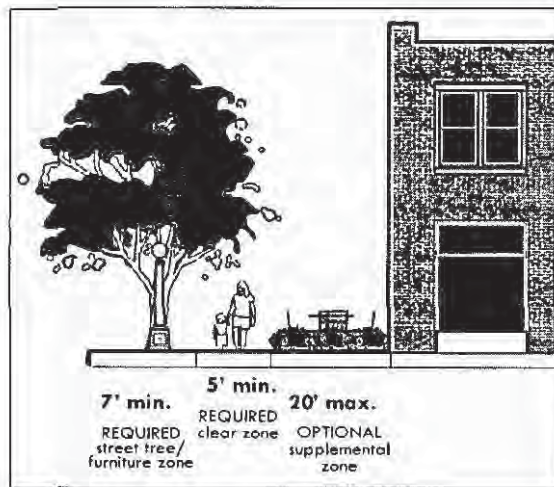 7' min.
REQUIRED
street tree/
furniture zone
5' min.
REQUIRED
clear zone
20' max.
OPTIONAL
supplemental
zone